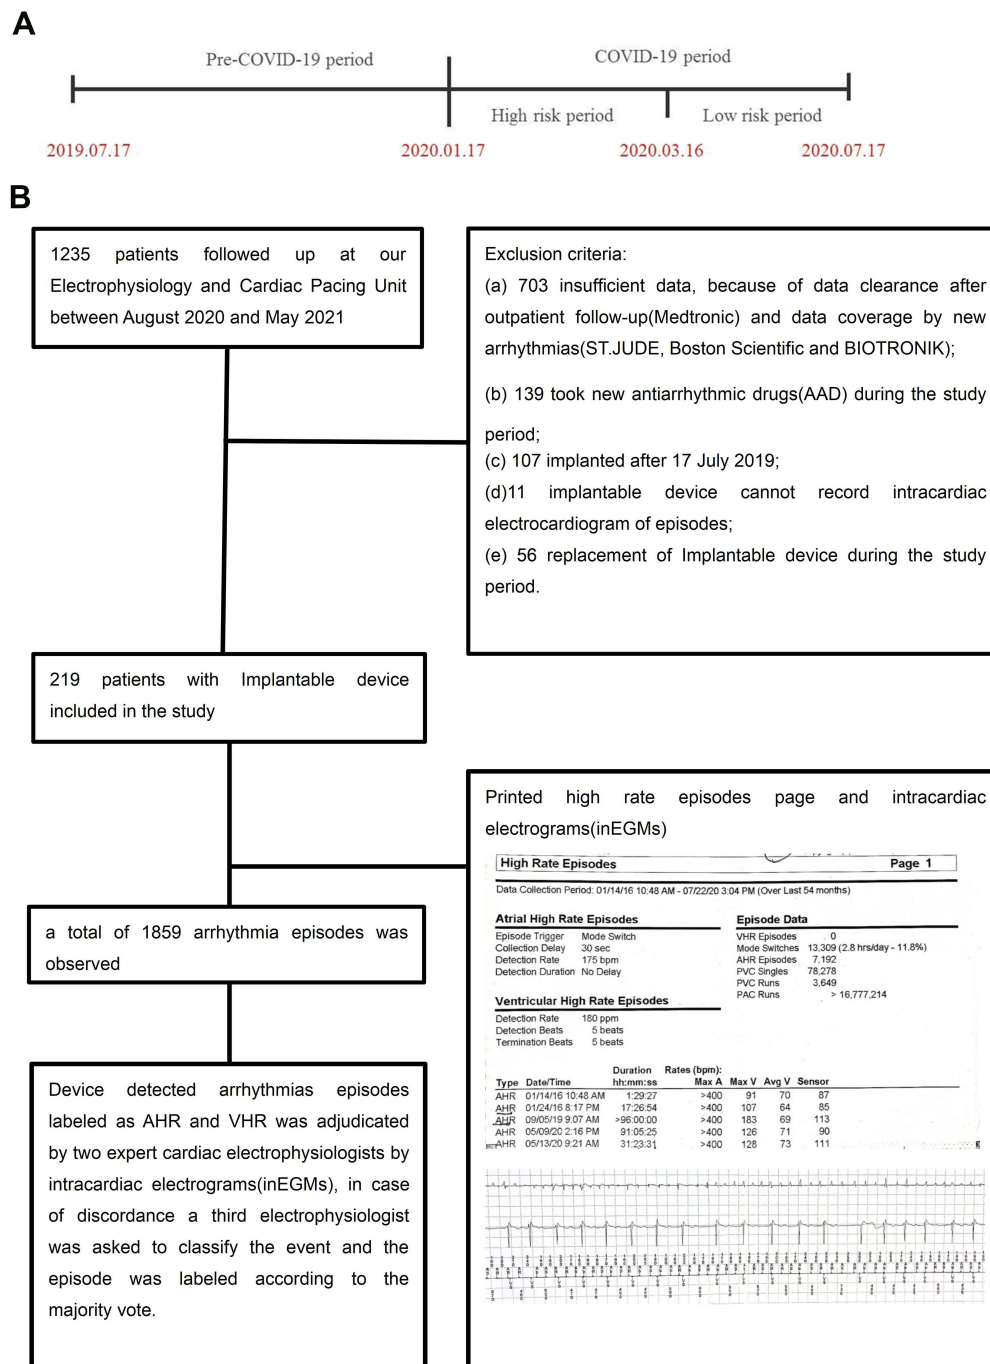 A
Pre-COVID-19 period
COVID-19 period
High risk period
Low risk period
2019.07.17
2020.01.17
2020.03.16
2020.07.17
B
1235 patients followed up at our
Electrophysiology and Cardiac Pacing Unit
between August 2020 and May 2021
Exclusion criteria:
(a) 703 insufficient data, because of data clearance after
outpatient follow-up(Medtronic) and data coverage by new
arrhythmias(ST.JUDE, Boston Scientific and BIOTRONIK);
(b) 139 took new antiarrhythmic drugs(AAD) during the study
period;
(c) 107 implanted after 17 July 2019;
(d)11 implantable device cannot record intracardiac
electrocardiogram of episodes;
(e) 56 replacement of Implantable device during the study
period.
219 patients with Implantable device
included in the study
Printed high rate episodes page and intracardiac
electrograms(inEGMs)
High Rate Episodes Page 1
Data Collection Period: 01/14/16 10:48 AM - 07/22/20 3:04 PM (Over Last 54 months)
Atrial High Rate Episodes
Episode Trigger Mode Switch
Collection Delay 30 sec
Detection Rate 175 bpm
Detection Duration No Delay
Episode Data
VHR Episodes 0
Mode Switches 13,309 (2.8 hrs/day - 11.8%)
AHR Episodes 7,192
PVC Singles 78,278
PVC Runs 3,649
PAC Runs > 16,777,214
Ventricular High Rate Episodes
Detection Rate 180 ppm
Detection Beats 5 beats
Termination Beats 5 beats
Duration Rates (bpm):
Type Date/Time hh:mm:ss Max A Max V Avg V Sensor
AHR 01/14/16 10:48 AM 1:29:27 >400 91 70 87
AHR 01/24/16 8:17 PM 17:26:54 >400 107 64 85
AHR 09/05/19 9:07 AM >96:00:00 >400 183 69 113
AHR 05/09/20 2:16 PM 91:05:25 >400 126 71 90
AHR 05/13/20 9:21 AM 31:23:31 >400 128 73 111
a total of 1859 arrhythmia episodes was
observed
Device detected arrhythmias episodes
labeled as AHR and VHR was adjudicated
by two expert cardiac electrophysiologists by
intracardiac electrograms(inEGMs), in case
of discordance a third electrophysiologist
was asked to classify the event and the
episode was labeled according to the
majority vote.